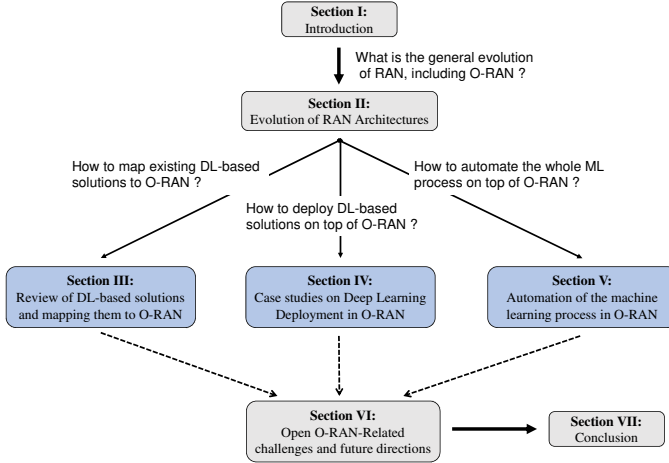 Section I:
Introduction
What is the general evolution
of RAN, including O-RAN ?
Section II:
Evolution of RAN Architectures
How to map existing DL-based
solutions to O-RAN ?
How to deploy DL-based
solutions on top of O-RAN ?
How to automate the whole ML
process on top of O-RAN ?
Section III:
Review of DL-based solutions
and mapping them to O-RAN
Section IV:
Case studies on Deep Learning
Deployment in O-RAN
Section V:
Automation of the machine
learning process in O-RAN
Section VI:
Open O-RAN-Related
challenges and future directions
Section VII:
Conclusion